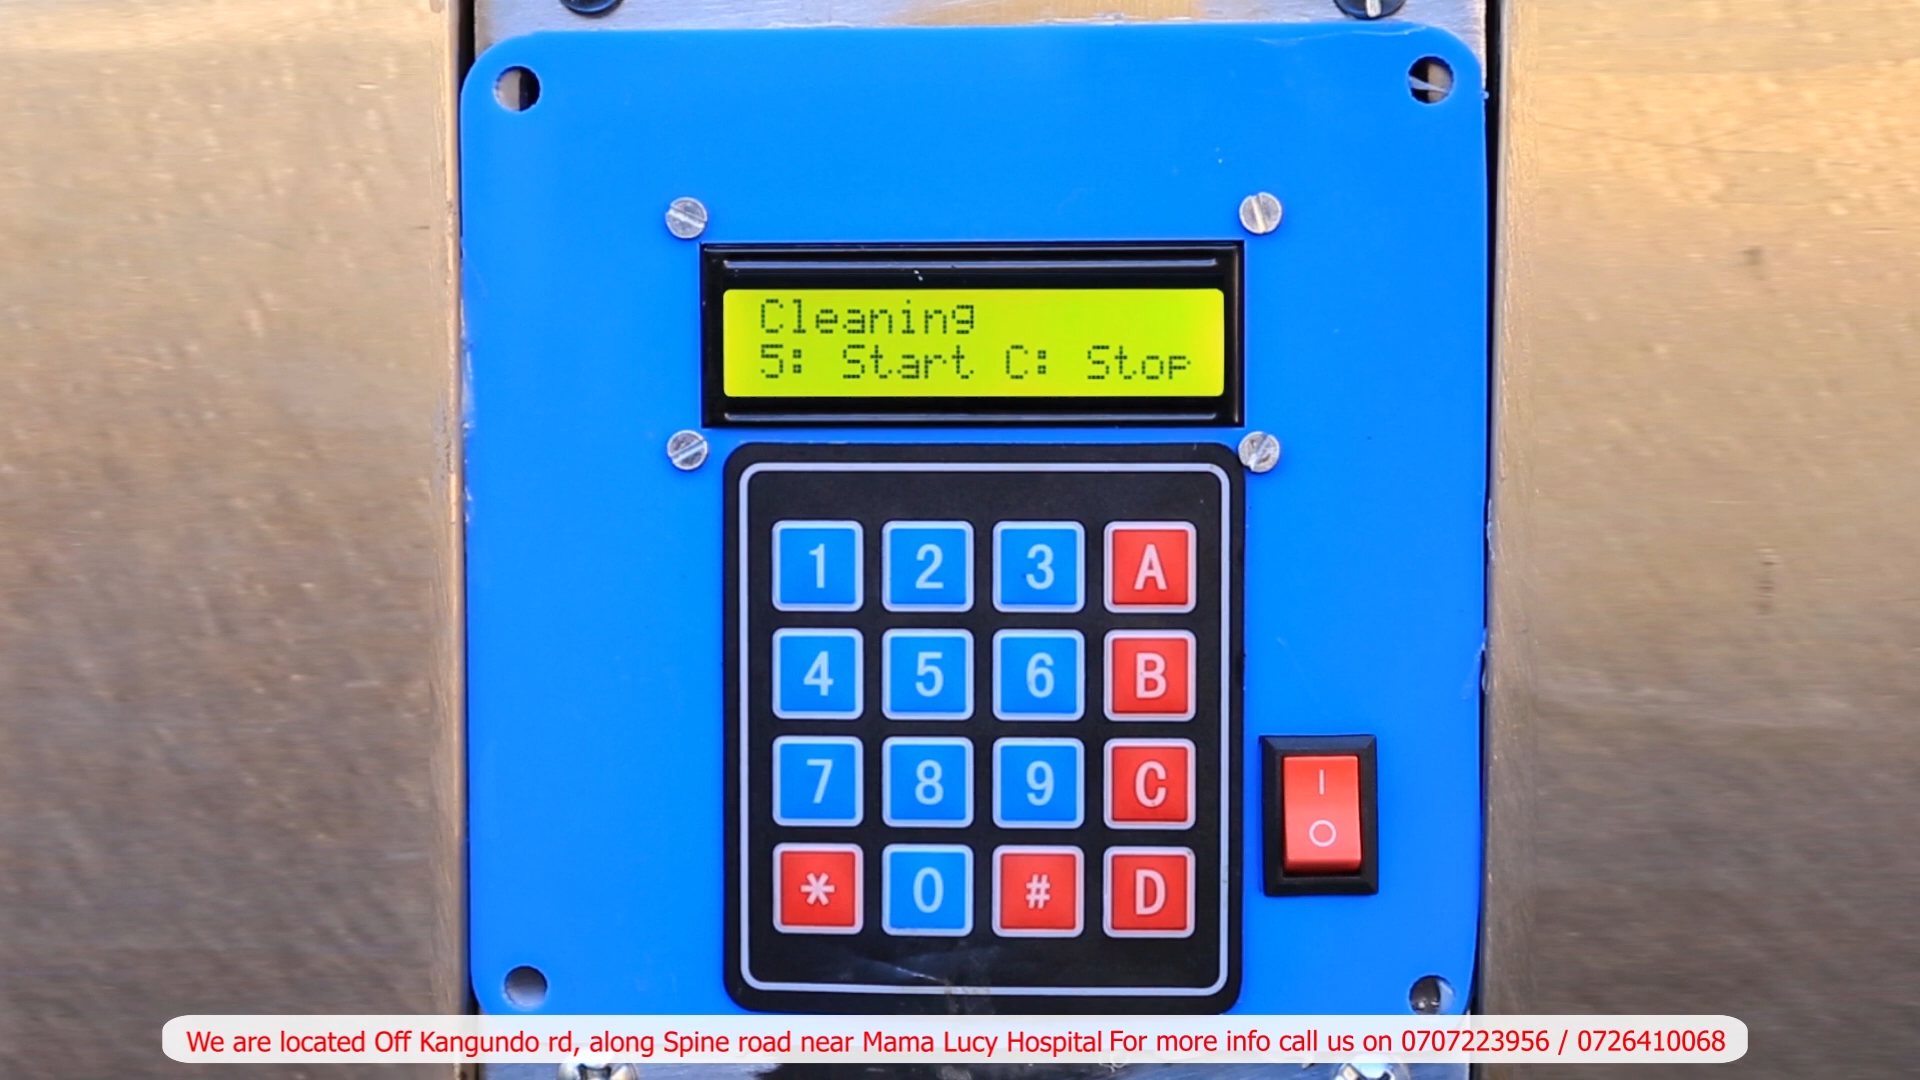 Cleaning
5: Start C: Stop
1 2 3 A
4 5 6 B
7 8 9 C
* 0 # D
I
O
We are located Off Kangundo rd, along Spine road near Mama Lucy Hospital For more info call us on 0707223956 / 0726410068